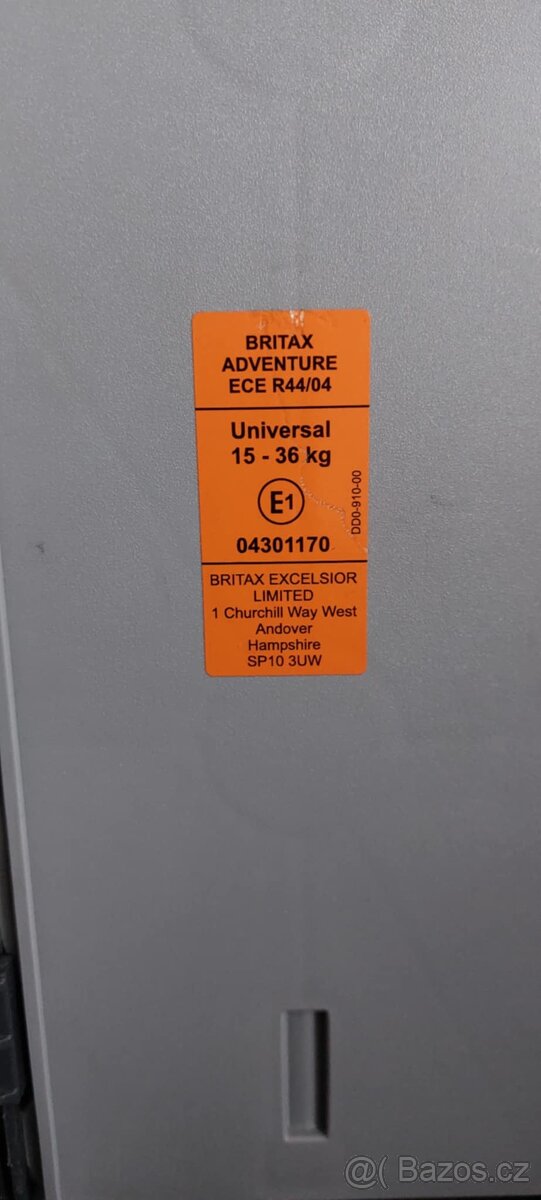 BRITAX
ADVENTURE
ECE R44/04
Universal
15 - 36 kg
E1
DD0-910-00
04301170
BRITAX EXCELSIOR
LIMITED
1 Churchill Way West
Andover
Hampshire
SP10 3UW
Bazos.cz